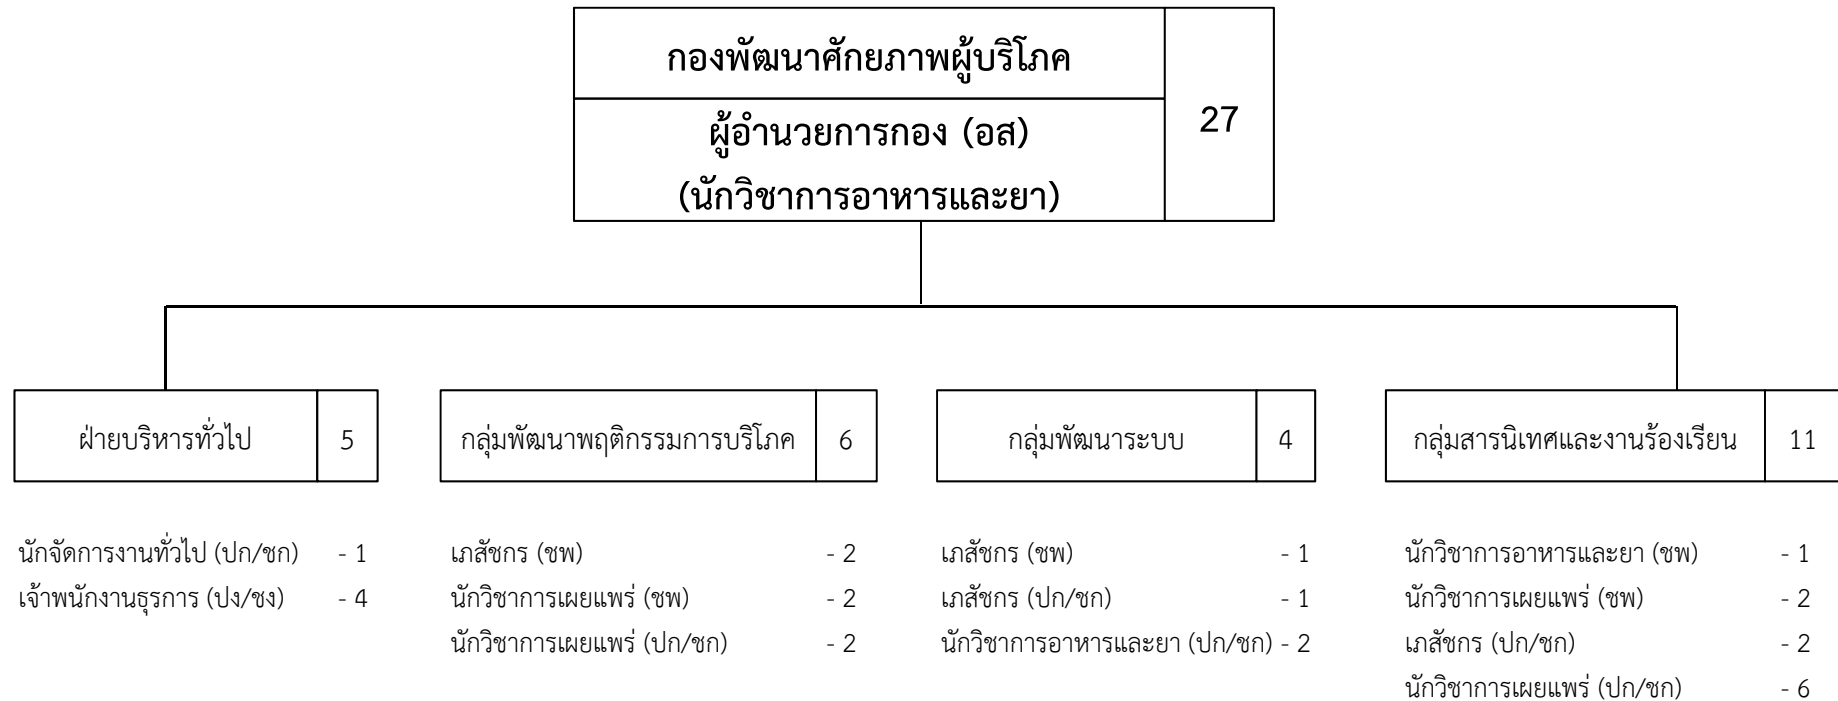 กองพัฒนาศักยภาพผู้บริโภค
27
ผู้อำนวยการกอง (อส)
(นักวิชาการอาหารและยา)
ฝ่ายบริหารทั่วไป 5
นักจัดการงานทั่วไป (ปก/ชก) - 1
เจ้าพนักงานธุรการ (ปง/ชง) - 4
กลุ่มพัฒนาพฤติกรรมการบริโภค 6
เภสัชกร (ชพ) - 2
นักวิชาการเผยแพร่ (ชพ) - 2
นักวิชาการเผยแพร่ (ปก/ชก) - 2
กลุ่มพัฒนาระบบ 4
เภสัชกร (ชพ) - 1
เภสัชกร (ปก/ชก) - 1
นักวิชาการอาหารและยา (ปก/ชก) - 2
กลุ่มสารนิเทศและงานร้องเรียน 11
นักวิชาการอาหารและยา (ชพ) - 1
นักวิชาการเผยแพร่ (ชพ) - 2
เภสัชกร (ปก/ชก) - 2
นักวิชาการเผยแพร่ (ปก/ชก) - 6